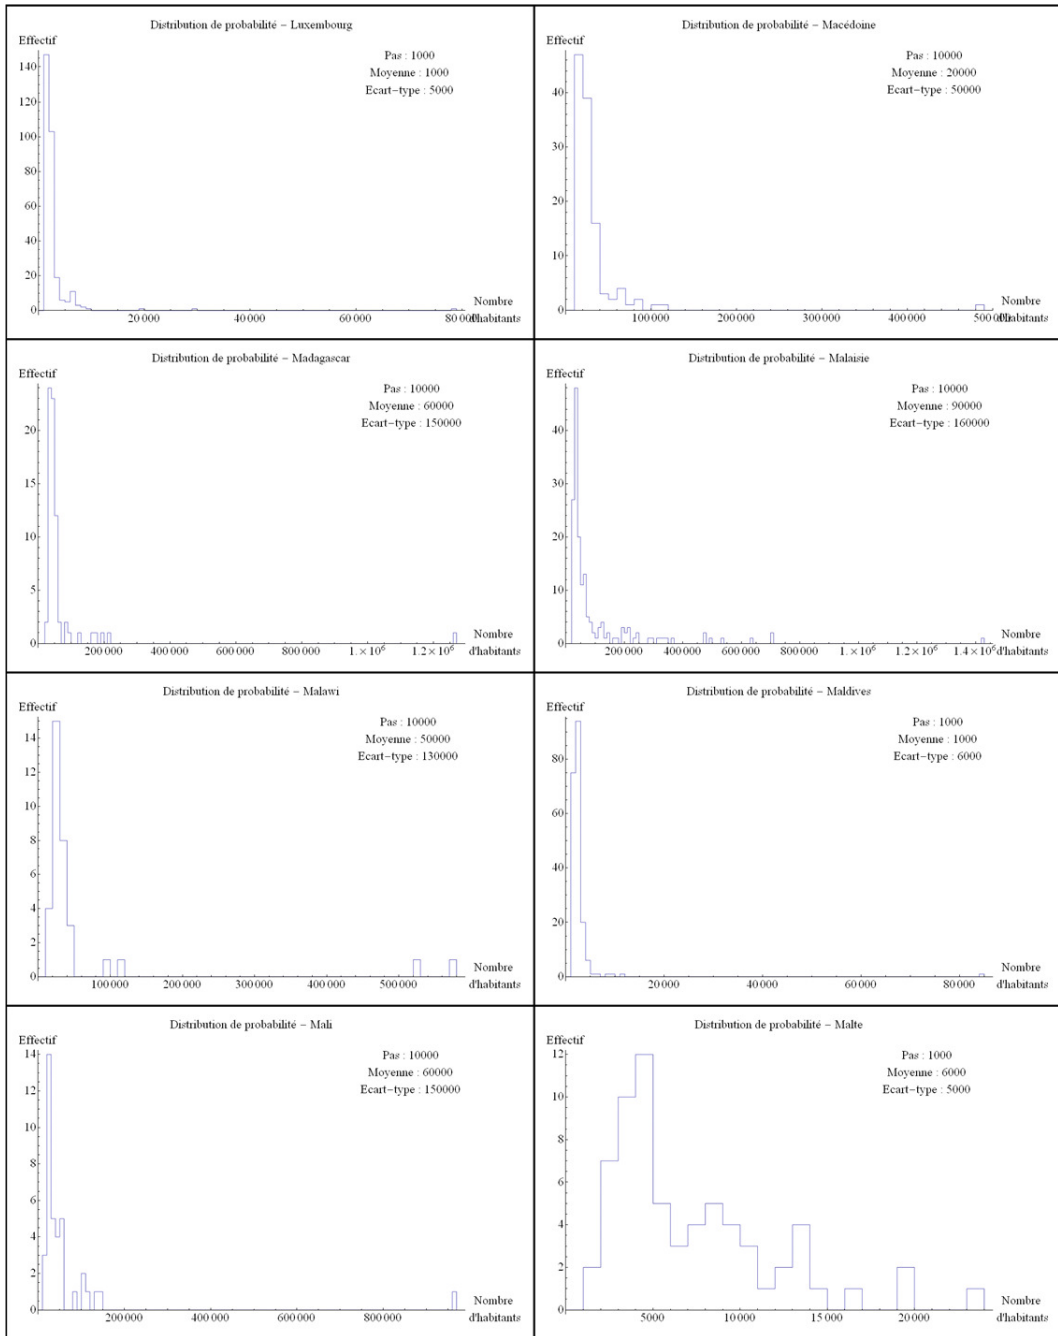 Distribution de probabilité − Luxembourg
Effectif
Pas : 1000
Moyenne : 1000
Ecart−type : 5000
140
120
100
80
60
40
20
0
20 000 40 000 60 000 80 000
Nombre
d'habitants
Distribution de probabilité − Macédoine
Effectif
Pas : 10000
Moyenne : 20000
Ecart−type : 50000
40
30
20
10
0
100 000 200 000 300 000 400 000 500 000
Nombre
d'habitants
Distribution de probabilité − Madagascar
Effectif
Pas : 10000
Moyenne : 60000
Ecart−type : 150000
20
15
10
5
0
200 000 400 000 600 000 800 000 1. × 10⁶ 1.2 × 10⁶
Nombre
d'habitants
Distribution de probabilité − Malaisie
Effectif
Pas : 10000
Moyenne : 90000
Ecart−type : 160000
40
30
20
10
0
200 000 400 000 600 000 800 000 1. × 10⁶ 1.2 × 10⁶ 1.4 × 10⁶
Nombre
d'habitants
Distribution de probabilité − Malawi
Effectif
Pas : 10000
Moyenne : 50000
Ecart−type : 130000
14
12
10
8
6
4
2
0
100 000 200 000 300 000 400 000 500 000
Nombre
d'habitants
Distribution de probabilité − Maldives
Effectif
Pas : 1000
Moyenne : 1000
Ecart−type : 6000
80
60
40
20
0
20 000 40 000 60 000 80 000
Nombre
d'habitants
Distribution de probabilité − Mali
Effectif
Pas : 10000
Moyenne : 60000
Ecart−type : 150000
14
12
10
8
6
4
2
0
200 000 400 000 600 000 800 000
Nombre
d'habitants
Distribution de probabilité − Malte
Effectif
Pas : 1000
Moyenne : 6000
Ecart−type : 5000
12
10
8
6
4
2
0
5000 10 000 15 000 20 000
Nombre
d'habitants